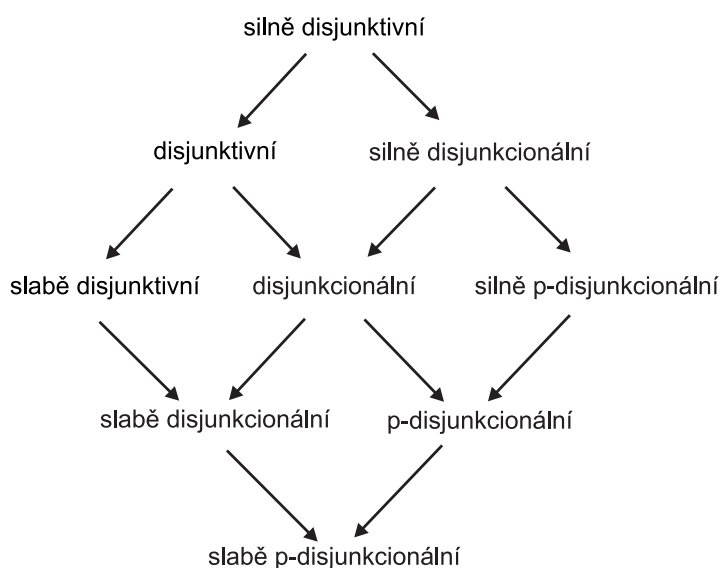 silně disjunktivní
disjunktivní silně disjunkcionální
slabě disjunktivní disjunkcionální silně p-disjunkcionální
slabě disjunkcionální p-disjunkcionální
slabě p-disjunkcionální